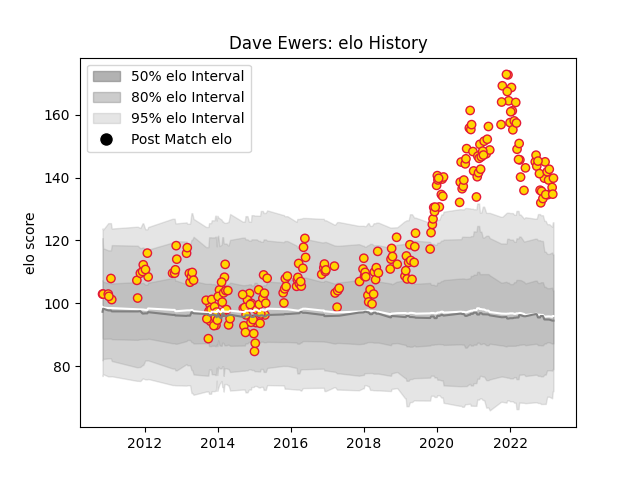 Dave Ewers: elo History
50% elo Interval
80% elo Interval
95% elo Interval
Post Match elo
elo score
160
140
120
100
80
2012 2014 2016 2018 2020 2022